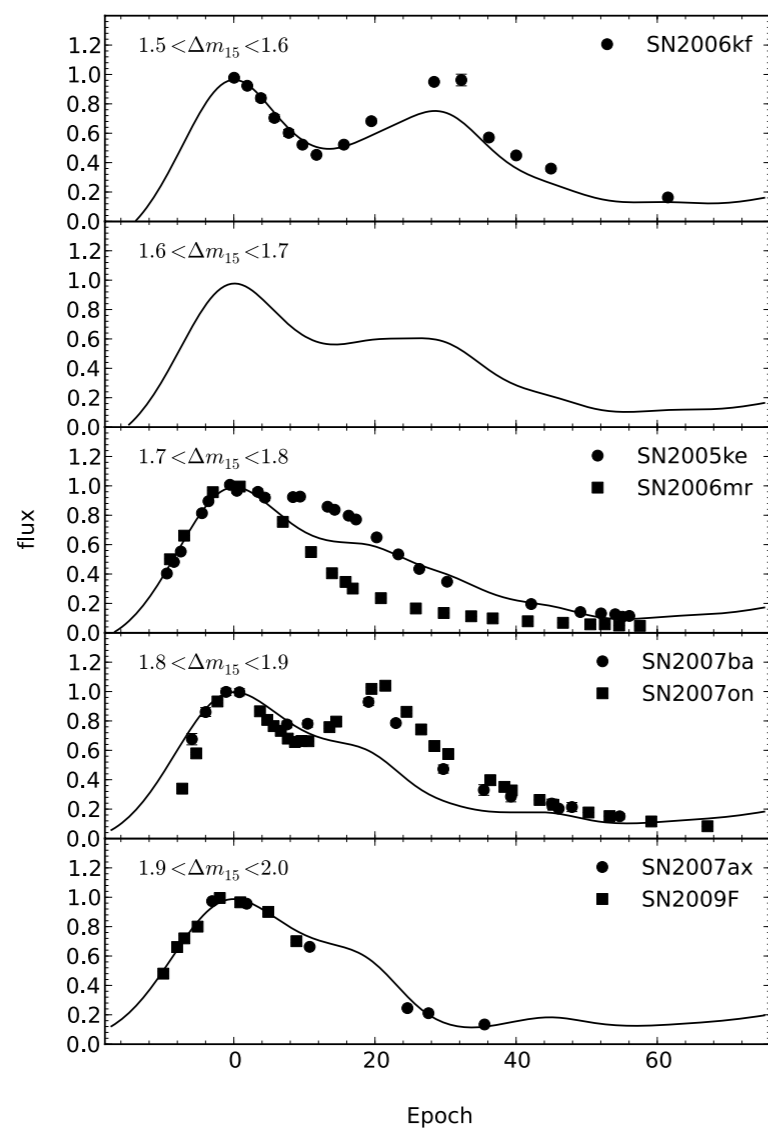 1.5 < Δm15 < 1.6
SN2006kf
1.2
1.0
0.8
0.6
0.4
0.2
0.0
1.6 < Δm15 < 1.7
1.2
1.0
0.8
0.6
0.4
0.2
0.0
1.7 < Δm15 < 1.8
SN2005ke
SN2006mr
1.2
1.0
0.8
0.6
0.4
0.2
0.0
flux
1.8 < Δm15 < 1.9
SN2007ba
SN2007on
1.2
1.0
0.8
0.6
0.4
0.2
0.0
1.9 < Δm15 < 2.0
SN2007ax
SN2009F
1.2
1.0
0.8
0.6
0.4
0.2
0.0
0 20 40 60
Epoch